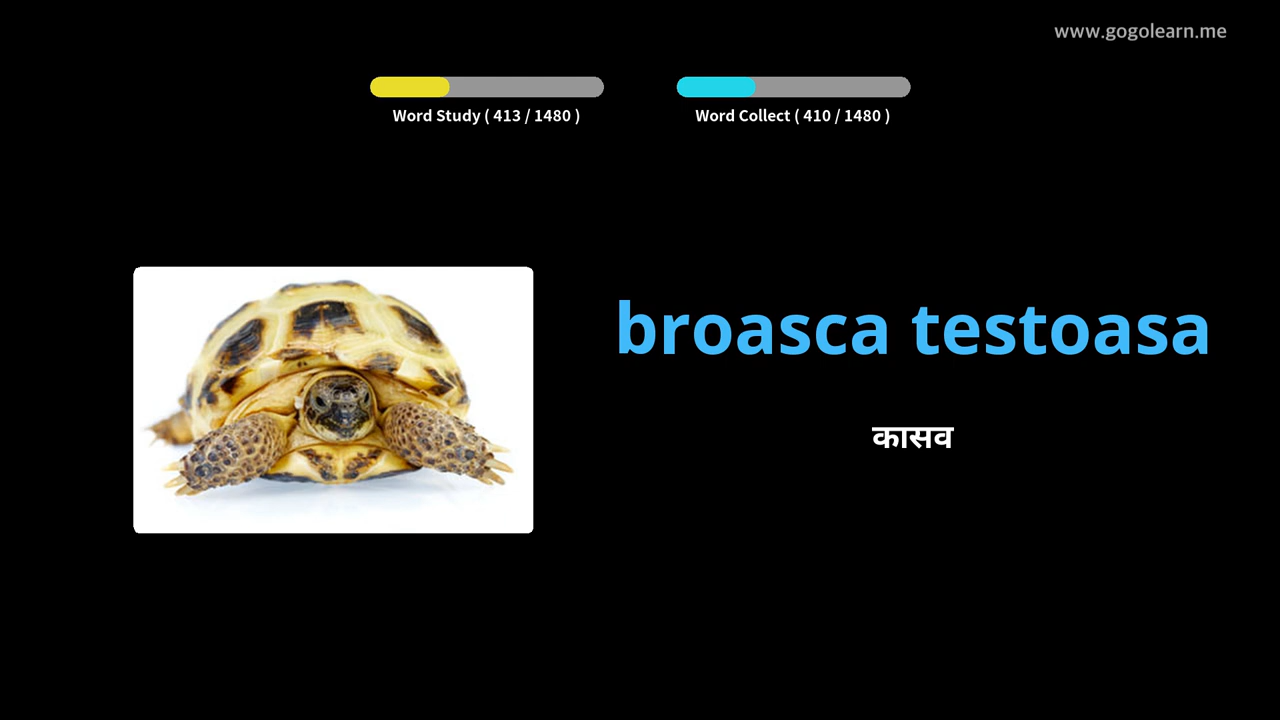 www.gogolearn.me
Word Study ( 413 / 1480 )
Word Collect ( 410 / 1480 )
broasca testoasa
कासव